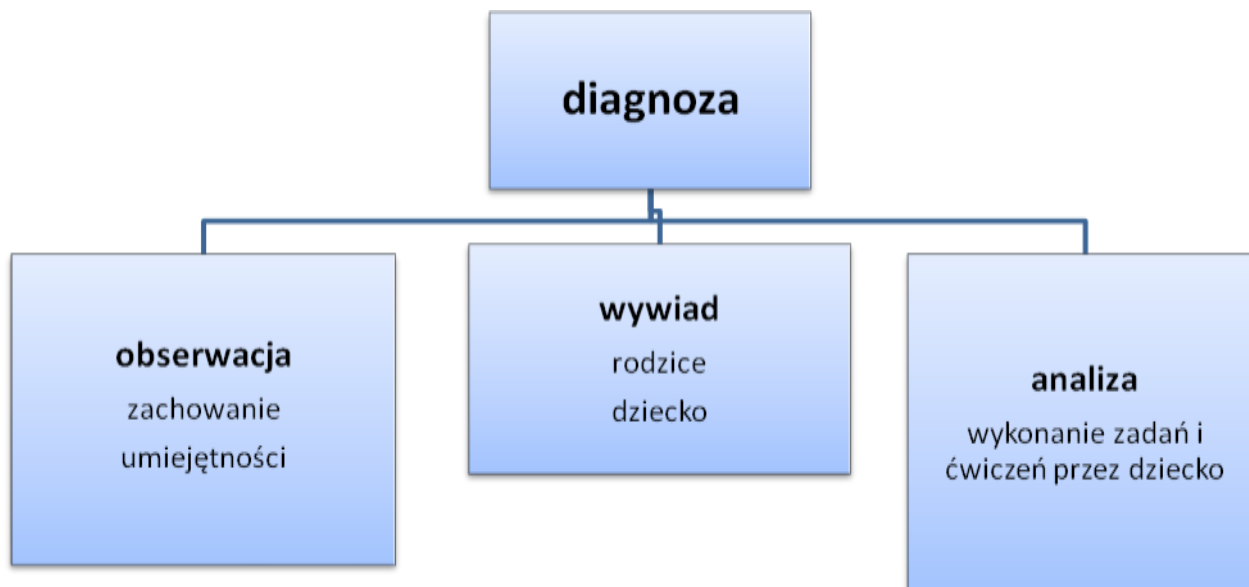 diagnoza
obserwacja
zachowanie
umiejętności
wywiad
rodzice
dziecko
analiza
wykonanie zadań i
ćwiczeń przez dziecko